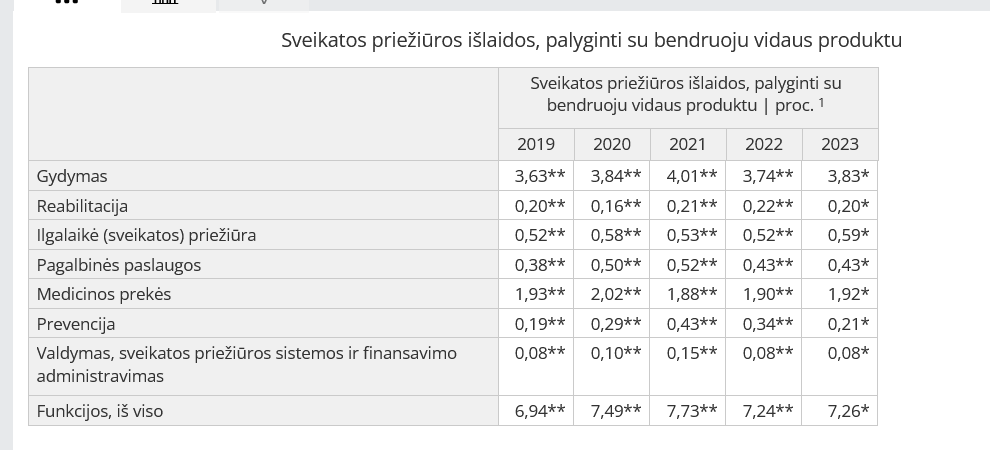 Sveikatos priežiūros išlaidos, palyginti su bendruoju vidaus produktu
Sveikatos priežiūros išlaidos, palyginti su
bendruoju vidaus produktu | proc. ¹
2019 2020 2021 2022 2023
Gydymas 3,63** 3,84** 4,01** 3,74** 3,83*
Reabilitacija 0,20** 0,16** 0,21** 0,22** 0,20*
Ilgalaikė (sveikatos) priežiūra 0,52** 0,58** 0,53** 0,52** 0,59*
Pagalbinės paslaugos 0,38** 0,50** 0,52** 0,43** 0,43*
Medicinos prekės 1,93** 2,02** 1,88** 1,90** 1,92*
Prevencija 0,19** 0,29** 0,43** 0,34** 0,21*
Valdymas, sveikatos priežiūros sistemos ir finansavimo 0,08** 0,10** 0,15** 0,08** 0,08*
administravimas
Funkcijos, iš viso 6,94** 7,49** 7,73** 7,24** 7,26*